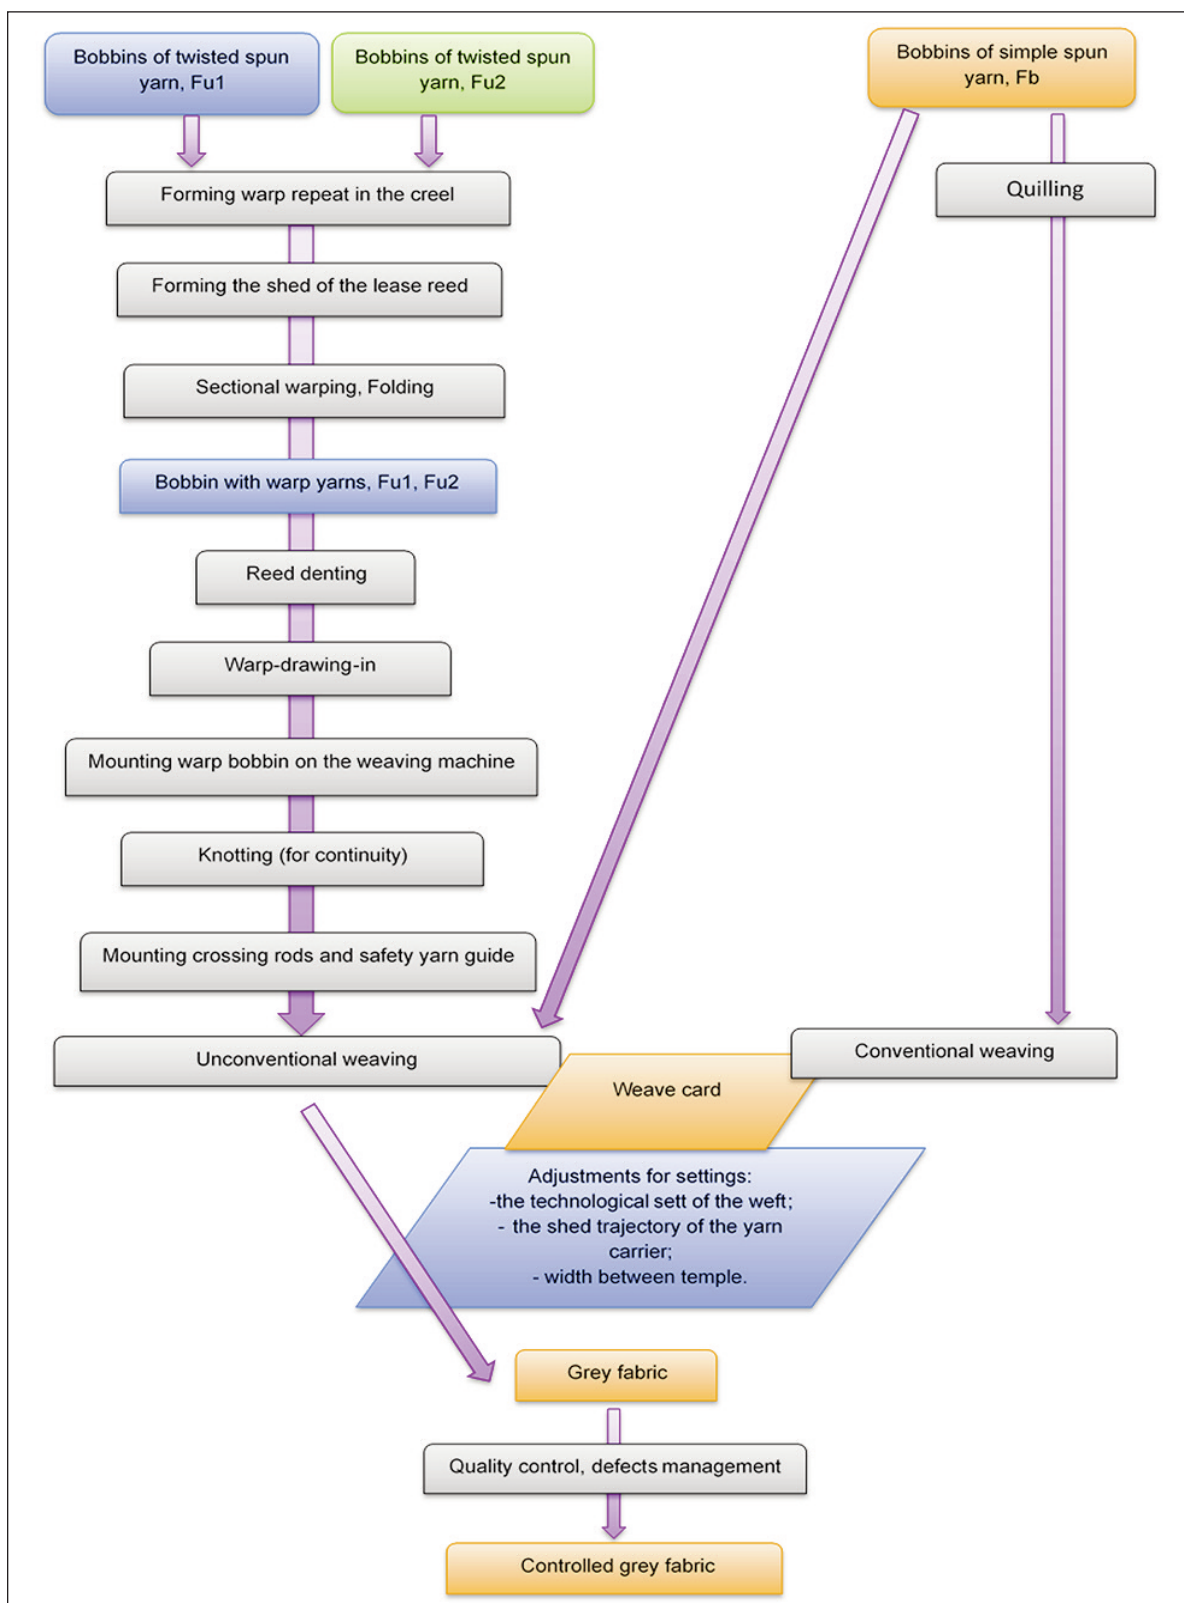 Bobbins of twisted spun
yarn, Fu1
Bobbins of twisted spun
yarn, Fu2
Bobbins of simple spun
yarn, Fb
Forming warp repeat in the creel
Quilling
Forming the shed of the lease reed
Sectional warping, Folding
Bobbin with warp yarns, Fu1, Fu2
Reed denting
Warp-drawing-in
Mounting warp bobbin on the weaving machine
Knotting (for continuity)
Mounting crossing rods and safety yarn guide
Unconventional weaving
Conventional weaving
Weave card
Adjustments for settings:
-the technological sett of the weft;
- the shed trajectory of the yarn
carrier;
- width between temple.
Grey fabric
Quality control, defects management
Controlled grey fabric